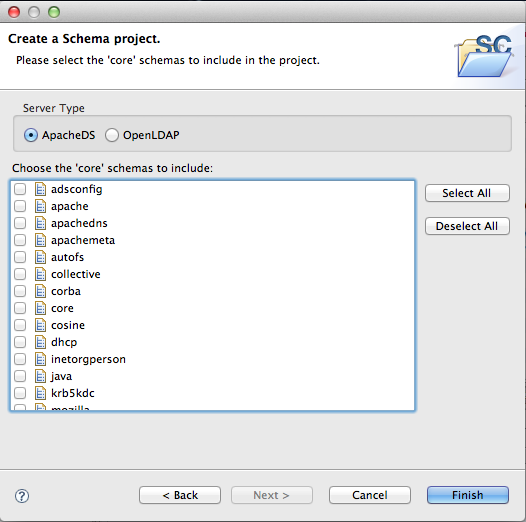 Create a Schema project.
Please select the 'core' schemas to include in the project.
SC
Server Type
ApacheDS OpenLDAP
Choose the 'core' schemas to include:
adsconfig
apache
apachedns
apachemeta
autofs
collective
corba
core
cosine
dhcp
inetorgperson
java
krb5kdc
mozilla
Select All
Deselect All
?
< Back Next > Cancel Finish